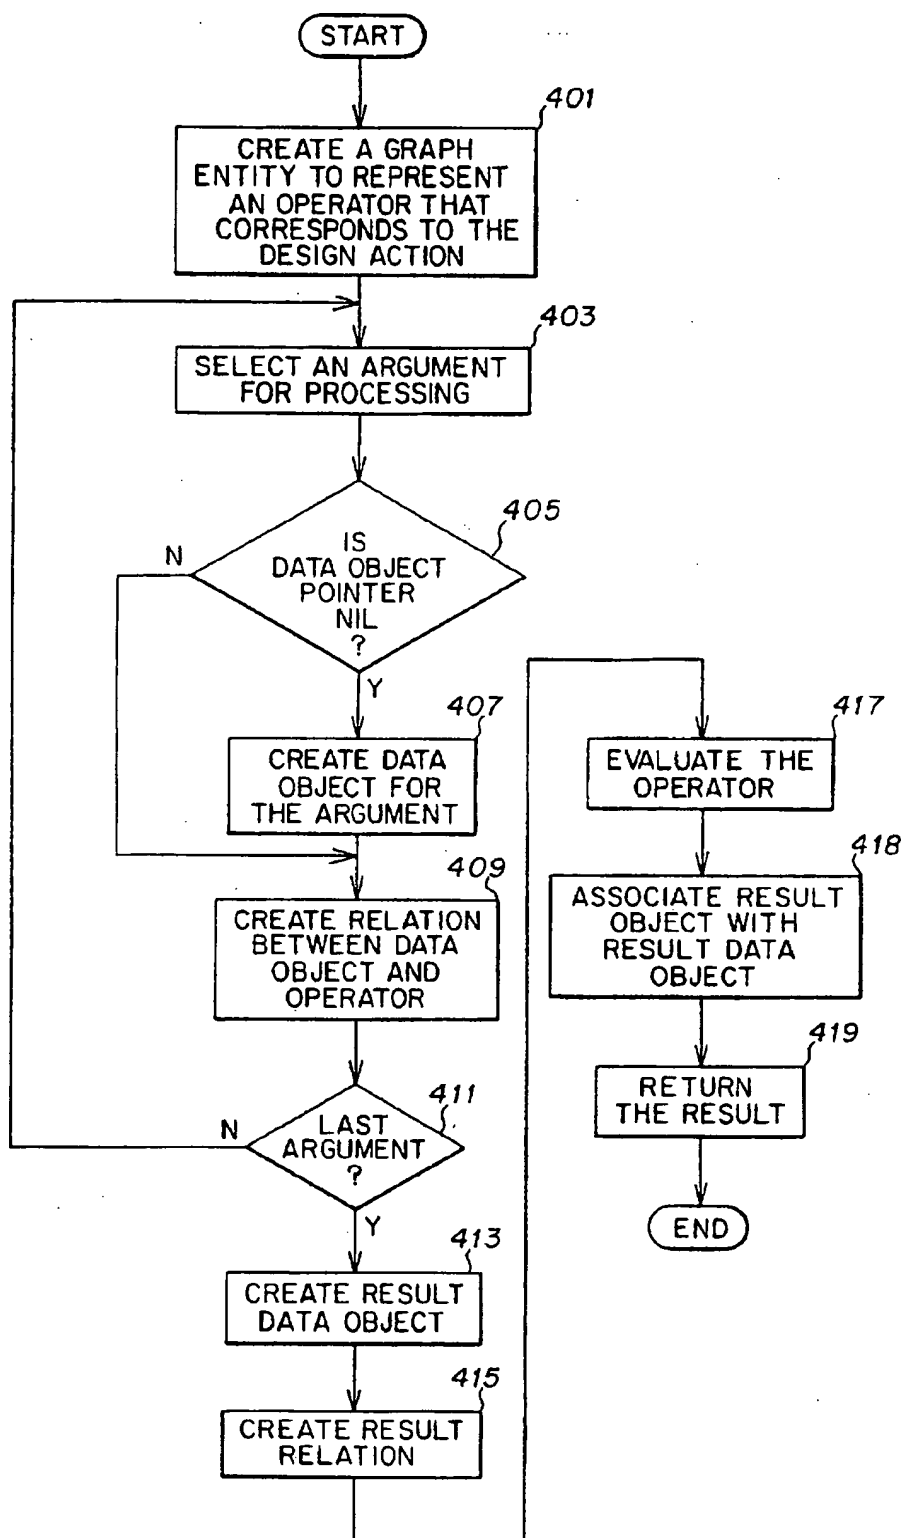 START
401
CREATE A GRAPH
ENTITY TO REPRESENT
AN OPERATOR THAT
CORRESPONDS TO THE
DESIGN ACTION
403
SELECT AN ARGUMENT
FOR PROCESSING
405
N
IS
DATA OBJECT
POINTER
NIL
?
Y
407
CREATE DATA
OBJECT FOR
THE ARGUMENT
409
CREATE RELATION
BETWEEN DATA
OBJECT AND
OPERATOR
411
N
LAST
ARGUMENT
?
Y
413
CREATE RESULT
DATA OBJECT
415
CREATE RESULT
RELATION
417
EVALUATE THE
OPERATOR
418
ASSOCIATE RESULT
OBJECT WITH
RESULT DATA
OBJECT
419
RETURN
THE RESULT
END